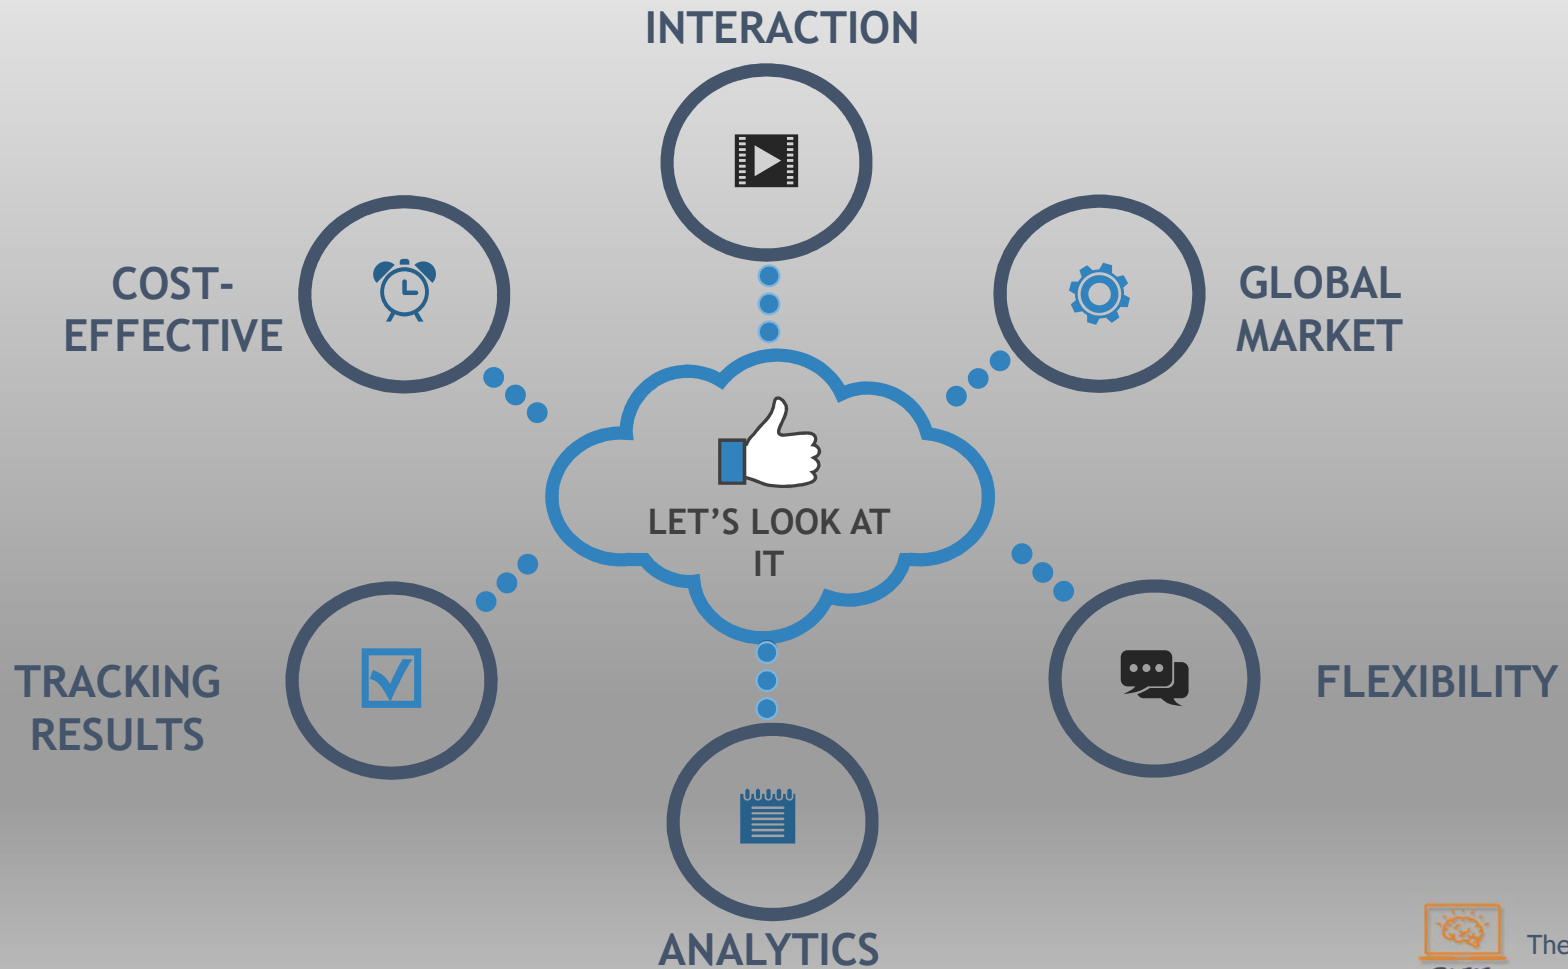 INTERACTION
COST-
EFFECTIVE
GLOBAL
MARKET
LET’S LOOK AT
IT
TRACKING
RESULTS
FLEXIBILITY
ANALYTICS
The